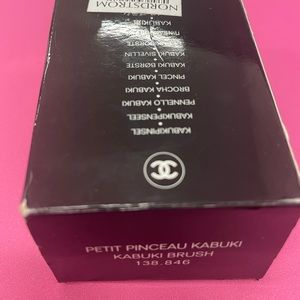 KABUKIPINSEL
• KABUKIPENSEEL •
PENNELLO KABUKI •
BROCHA KABUKI •
PINCEL KABUKI •
KABUKI BØRSTE •
KABUKI SIVELLIN •
NORDSTROM
PETIT PINCEAU KABUKI
KABUKI BRUSH
138.846